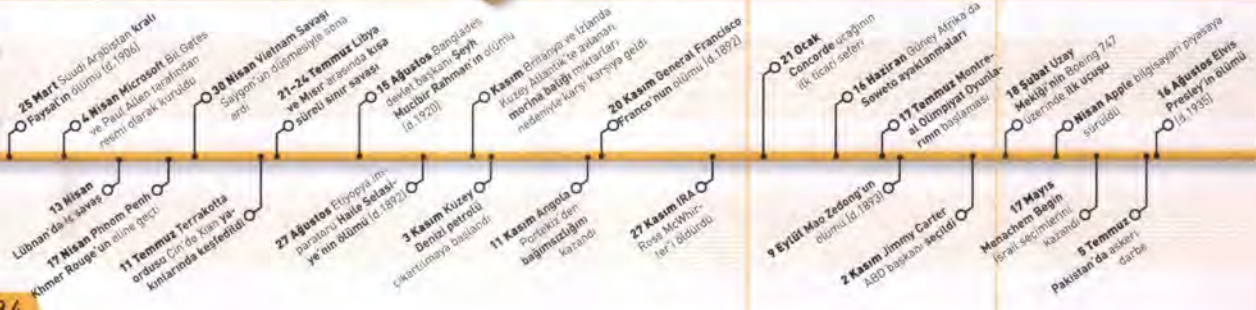 25 Mart Suudi Arabistan kralı
Faysal'ın ölümü [d.1906]
4 Nisan Microsoft Bill Gates
ve Paul Allen tarafından
resmi olarak kuruldu
30 Nisan Vietnam Savaşı
Saygon'un düşmesiyle sona
erdi
21–24 Temmuz Libya
ve Mısır arasında kısa
süreli sınır savaşı
15 Ağustos Bangladeş
devlet başkanı Şeyh
Mucibir Rahman'ın ölümü
[d.1920]
Kasım Britanya ve İzlanda
Kuzey Atlantik'te avlanan
morina balığı miktarları
nedeniyle karşı karşıya geldi
20 Kasım General Francisco
Franco'nun ölümü [d.1892]
21 Ocak
Concorde uçağının
ilk ticari seferi
16 Haziran Güney Afrika'da
Soweto ayaklanmaları
17 Temmuz Montre-
al Olimpiyat Oyunla-
rının başlaması
18 Şubat Uzay
Mekiği'nin Boeing 747
üzerinde ilk uçuşu
Nisan Apple bilgisayarı piyasaya
sürüldü
16 Ağustos Elvis
Presley'in ölümü
[d.1935]
13 Nisan
Lübnan'da iç savaş
17 Nisan Phnom Penh
Khmer Rouge'un eline geçti
11 Temmuz Terrakotta
ordusu Çin'de Xian ya-
kınlarında keşfedildi
27 Ağustos Etiyopya im-
paratoru Haile Selasi-
ye'nin ölümü [d.1892]
3 Kasım Kuzey
Denizi petrolü
çıkartılmaya başlandı
11 Kasım Angola
Portekiz'den
bağımsızlığını
kazandı
27 Kasım IRA
Ross McWhir-
ter'i öldürdü
9 Eylül Mao Zedong'un
ölümü [d.1893]
2 Kasım Jimmy Carter
ABD başkanı seçildi
17 Mayıs
Menachem Begin
İsrail seçimlerini
kazandı
5 Temmuz
Pakistan'da askeri
darbe